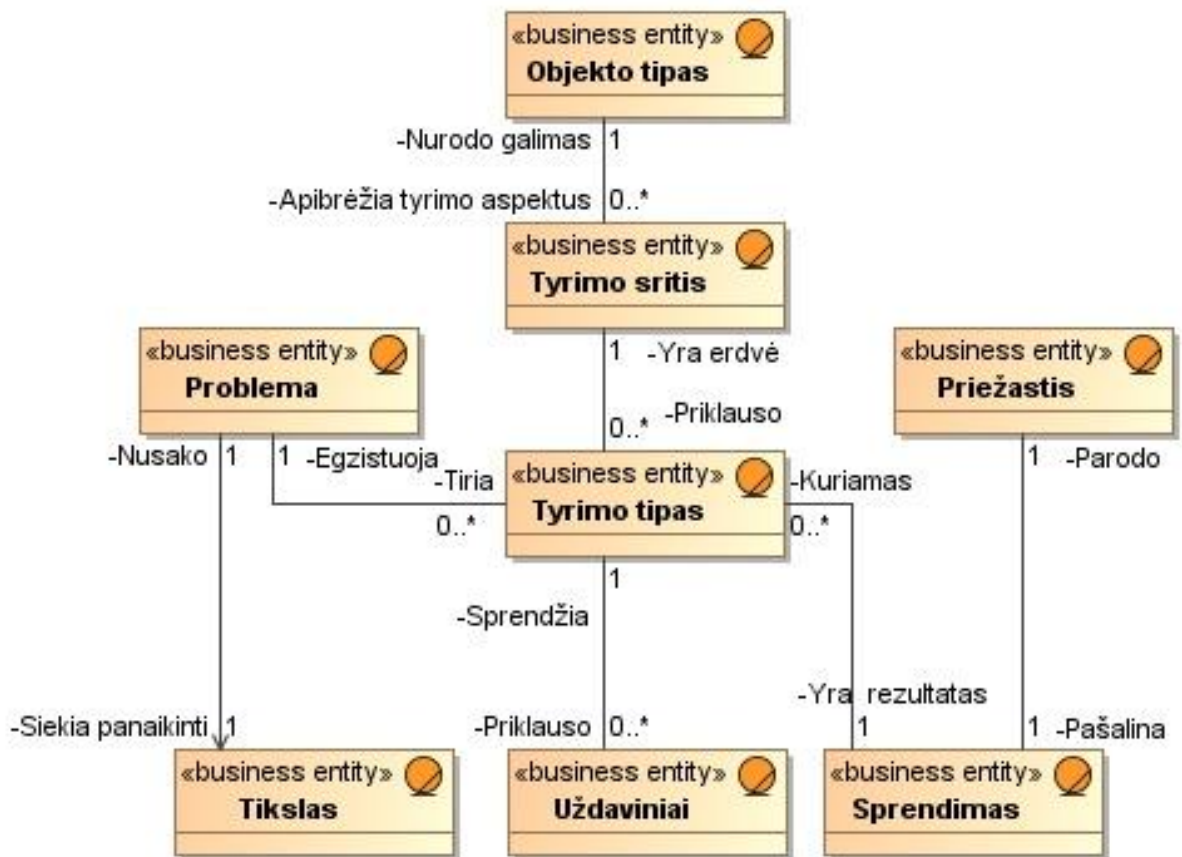 «business entity»
Objekto tipas
-Nurodo galimas 1
-Apibrėžia tyrimo aspektus 0..*
«business entity»
Tyrimo sritis
1 -Yra erdvė
0..* -Priklauso
«business entity»
Problema
«business entity»
Priežastis
-Nusako 1
1 -Egzistuoja
1 -Parodo
-Tiria
0..*
«business entity»
Tyrimo tipas
-Kuriamas
0..*
1
-Sprendžia
-Yra rezultatas
1
-Siekia panaikinti 1
-Priklauso 0..*
1 -Pašalina
«business entity»
Tikslas
«business entity»
Uždaviniai
«business entity»
Sprendimas